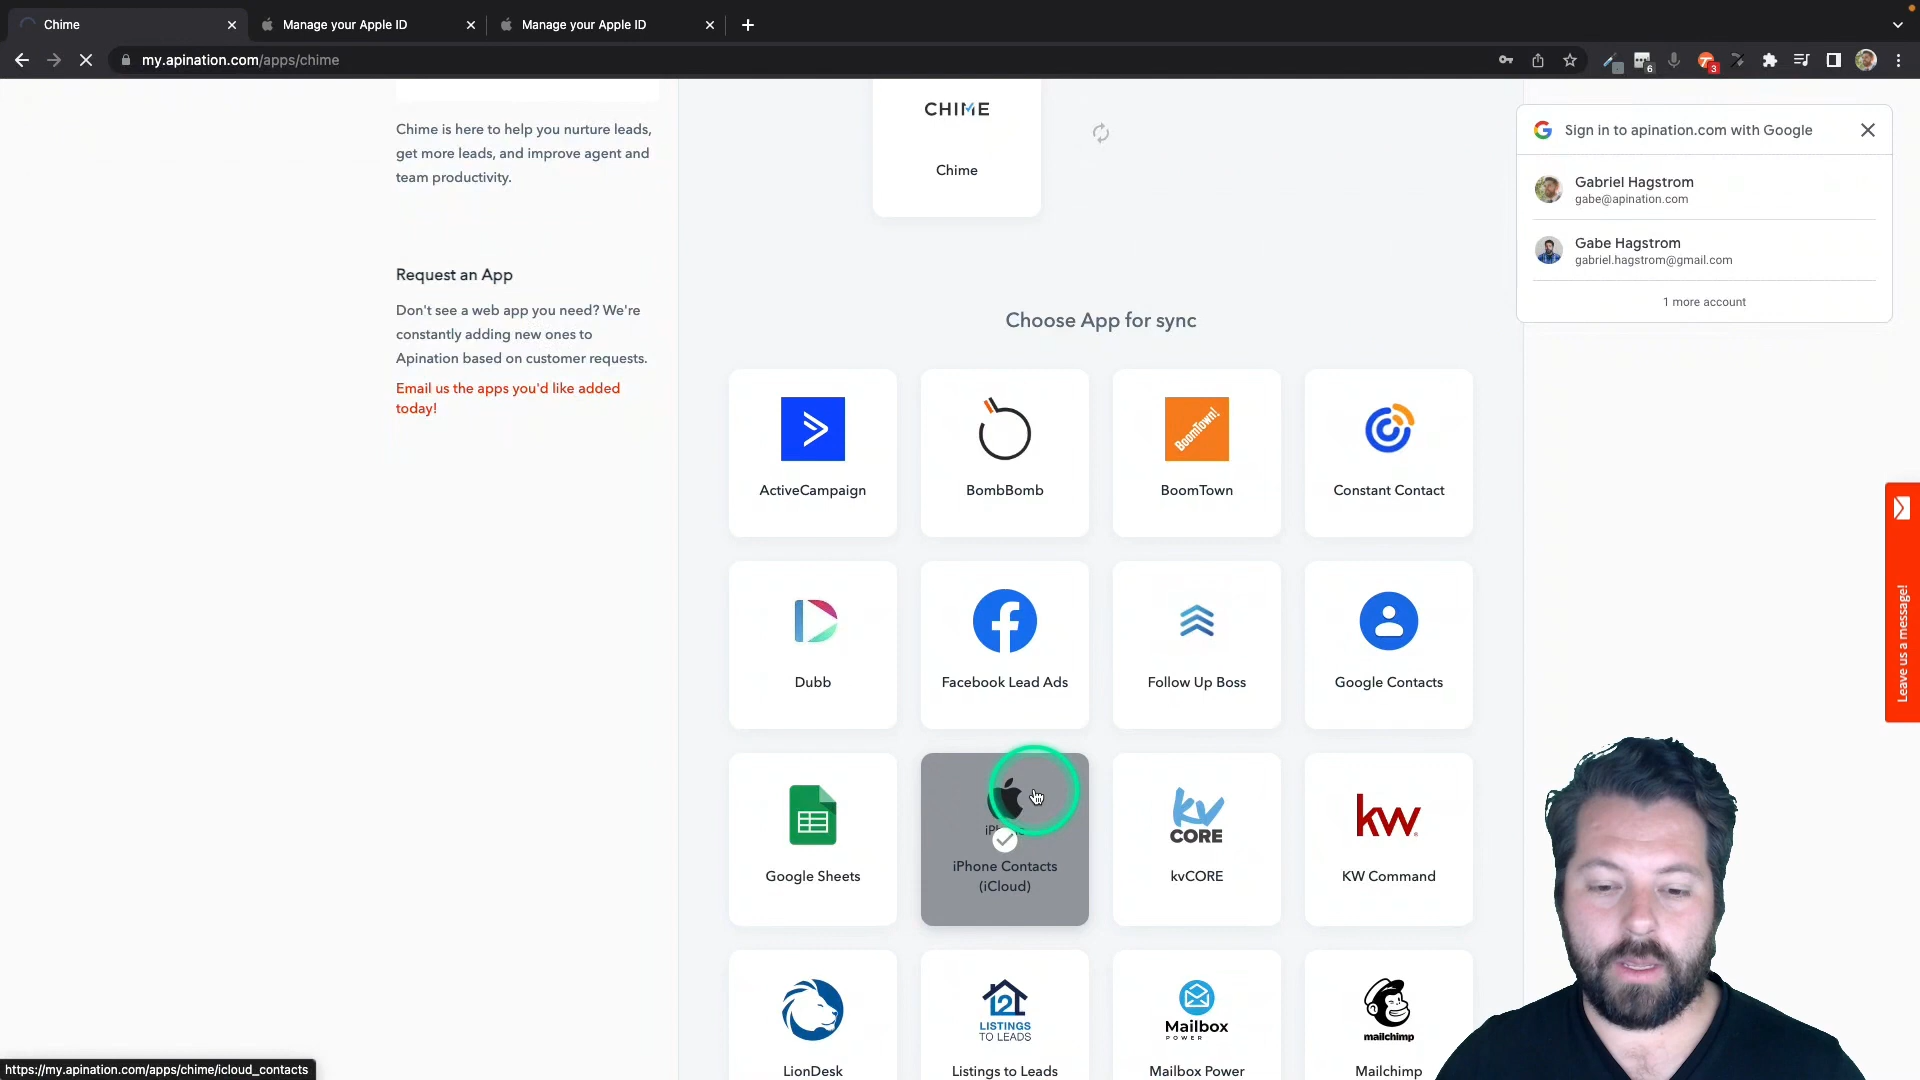 Chime
Manage your Apple ID
Manage your Apple ID
my.apination.com/apps/chime
6
3
CHIME
Chime
Chime is here to help you nurture leads,
get more leads, and improve agent and
team productivity.
Request an App
Don't see a web app you need? We're
constantly adding new ones to
Apination based on customer requests.
Email us the apps you'd like added
today!
Sign in to apination.com with Google
Gabriel Hagstrom
gabe@apination.com
Gabe Hagstrom
gabriel.hagstrom@gmail.com
1 more account
Choose App for sync
ActiveCampaign
BombBomb
BoomTown!
BoomTown
Constant Contact
Dubb
Facebook Lead Ads
Follow Up Boss
Google Contacts
Google Sheets
iPhone Contacts
(iCloud)
kv
CORE
kvCORE
kw
KW Command
LionDesk
L2L
LISTINGS
TO LEADS
Listings to Leads
Mailbox
POWER
Mailbox Power
mailchimp
Mailchimp
Leave us a message!
https://my.apination.com/apps/chime/icloud_contacts